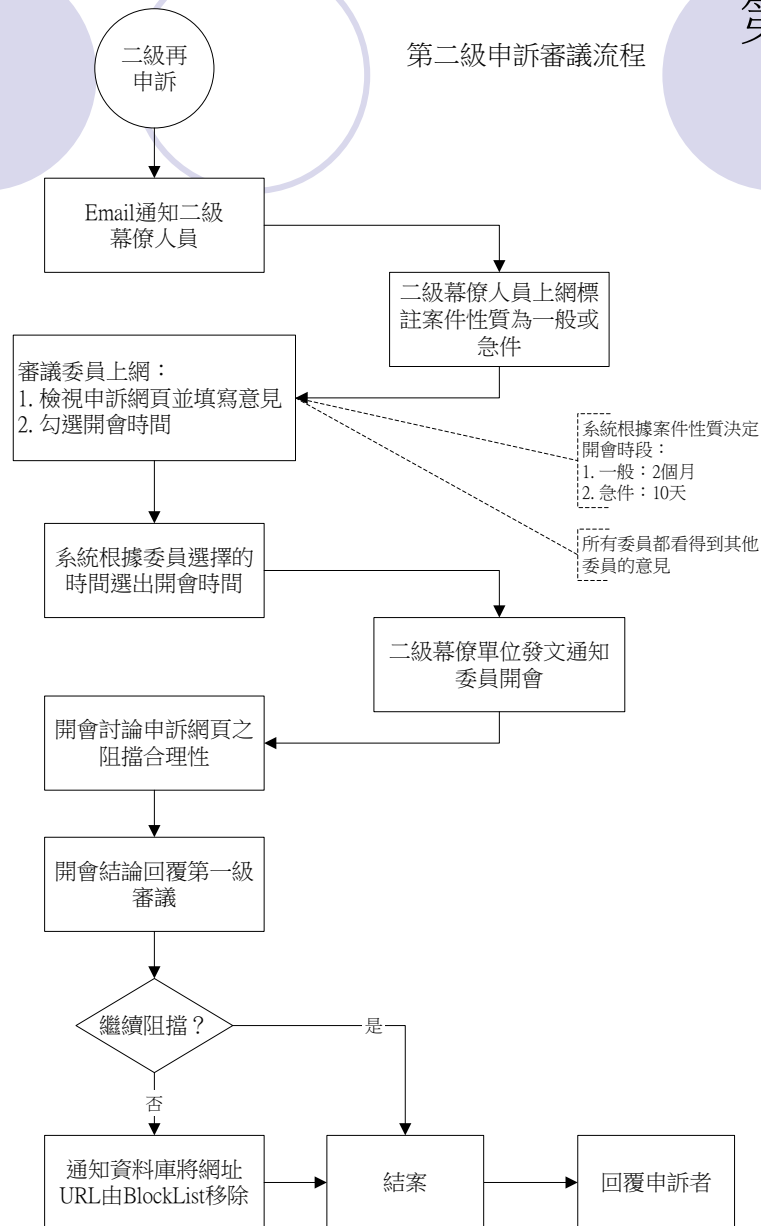 第二級申訴審議流程
二級再
申訴
Email通知二級
幕僚人員
二級幕僚人員上網標
註案件性質為一般或
急件
審議委員上網：
1. 檢視申訴網頁並填寫意見
2. 勾選開會時間
系統根據案件性質決定
開會時段：
1. 一般：2個月
2. 急件：10天
所有委員都看得到其他
委員的意見
系統根據委員選擇的
時間選出開會時間
二級幕僚單位發文通知
委員開會
開會討論申訴網頁之
阻擋合理性
開會結論回覆第一級
審議
繼續阻擋？
是
否
通知資料庫將網址
URL由BlockList移除
結案
回覆申訴者